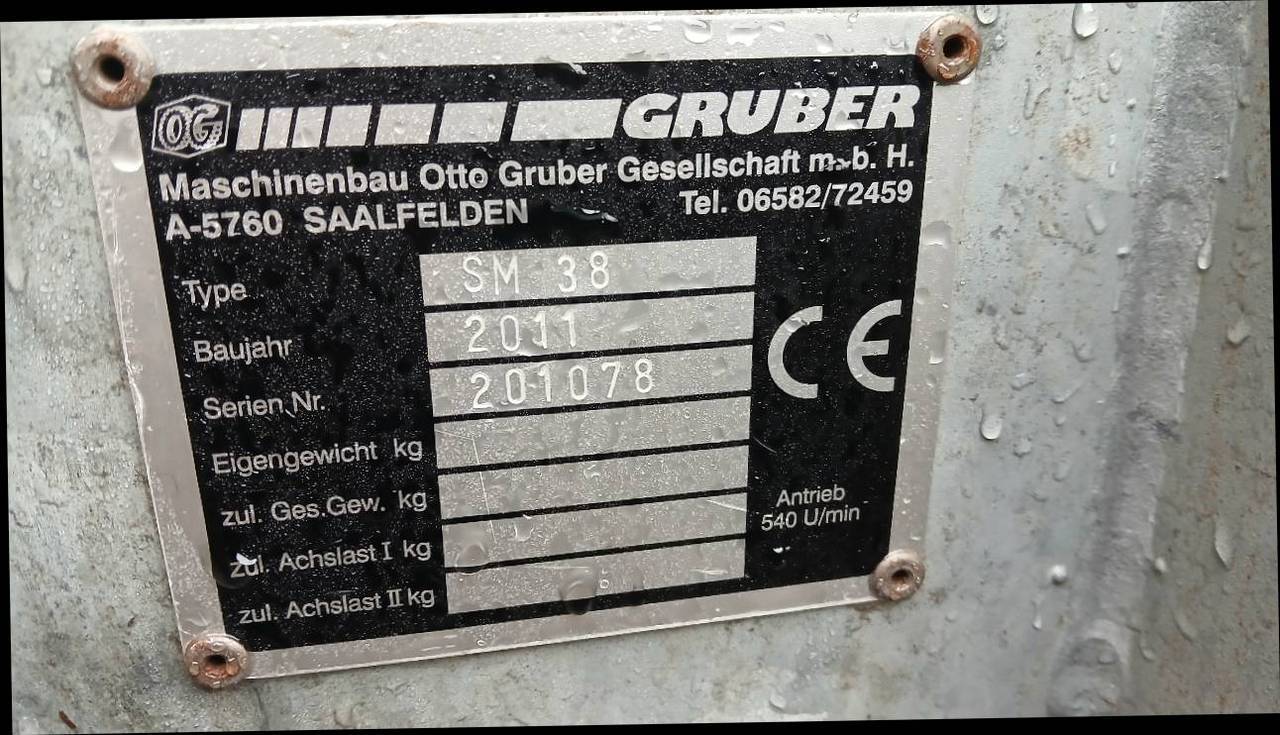 OG GRUBER
Maschinenbau Otto Gruber Gesellschaft m. b. H.
A-5760 SAALFELDEN Tel. 06582/72459
Type SM 38
Baujahr 2011
Serien Nr. 201078
Eigengewicht kg
zul. Ges.Gew. kg
zul. Achslast I kg
zul. Achslast II kg
CE
Antrieb
540 U/min